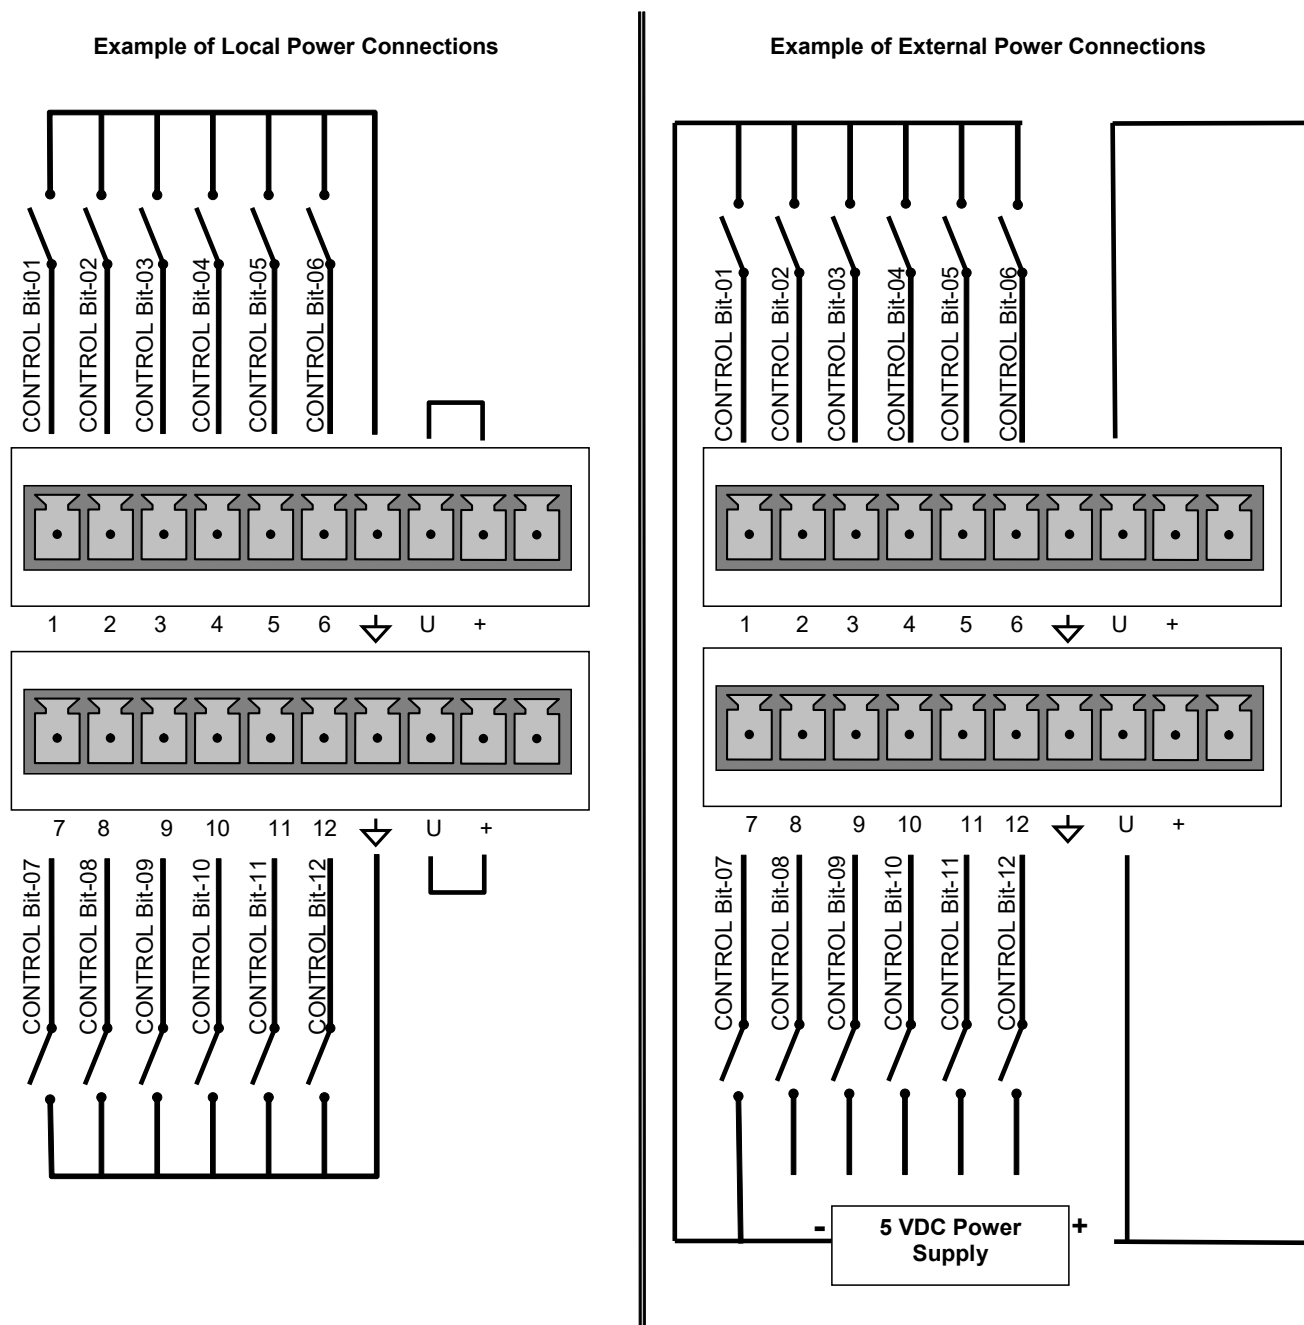 Example of Local Power Connections
CONTROL Bit-01
CONTROL Bit-02
CONTROL Bit-03
CONTROL Bit-04
CONTROL Bit-05
CONTROL Bit-06
1 2 3 4 5 6 U +
7 8 9 10 11 12 U +
CONTROL Bit-07
CONTROL Bit-08
CONTROL Bit-09
CONTROL Bit-10
CONTROL Bit-11
CONTROL Bit-12
Example of External Power Connections
CONTROL Bit-01
CONTROL Bit-02
CONTROL Bit-03
CONTROL Bit-04
CONTROL Bit-05
CONTROL Bit-06
1 2 3 4 5 6 U +
7 8 9 10 11 12 U +
CONTROL Bit-07
CONTROL Bit-08
CONTROL Bit-09
CONTROL Bit-10
CONTROL Bit-11
CONTROL Bit-12
- 5 VDC Power +
Supply